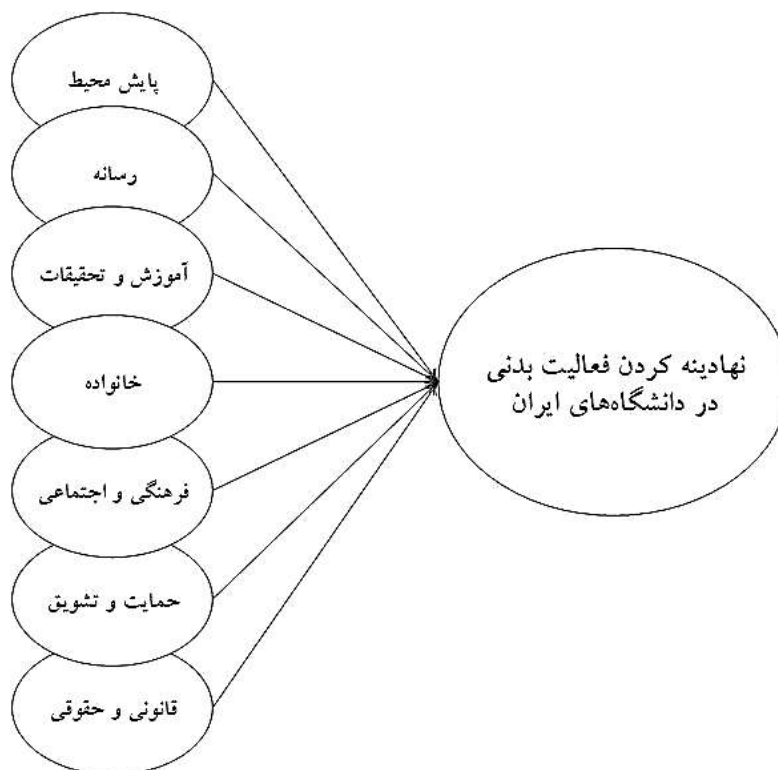 پایش محیط
رسانه
آموزش و تحقیقات
خانواده
فرهنگی و اجتماعی
حمایت و تشویق
قانونی و حقوقی
نهادینه کردن فعالیت بدنی
در دانشگاه‌های ایران